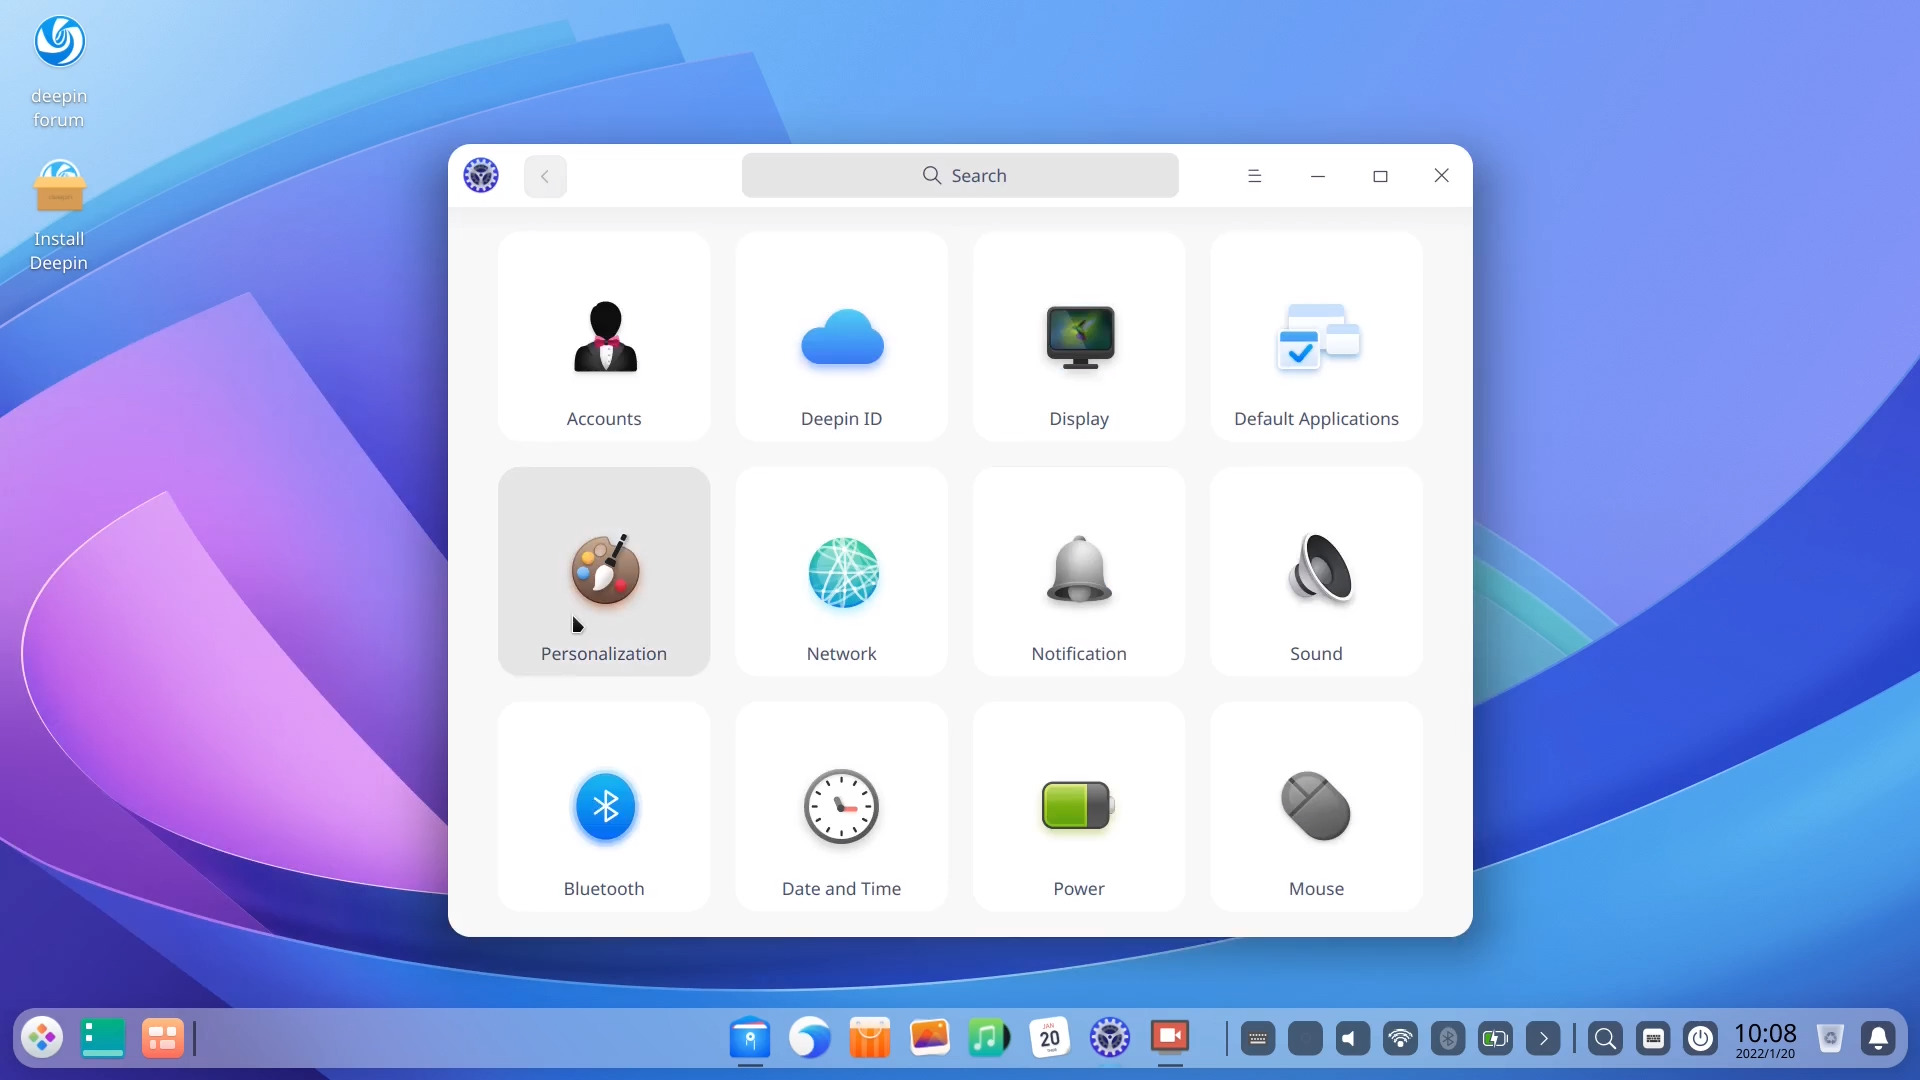 deepin
forum
Install
Deepin
Search
Accounts
Deepin ID
Display
Default Applications
Personalization
Network
Notification
Sound
Bluetooth
Date and Time
Power
Mouse
JAN
20
10:08
2022/1/20